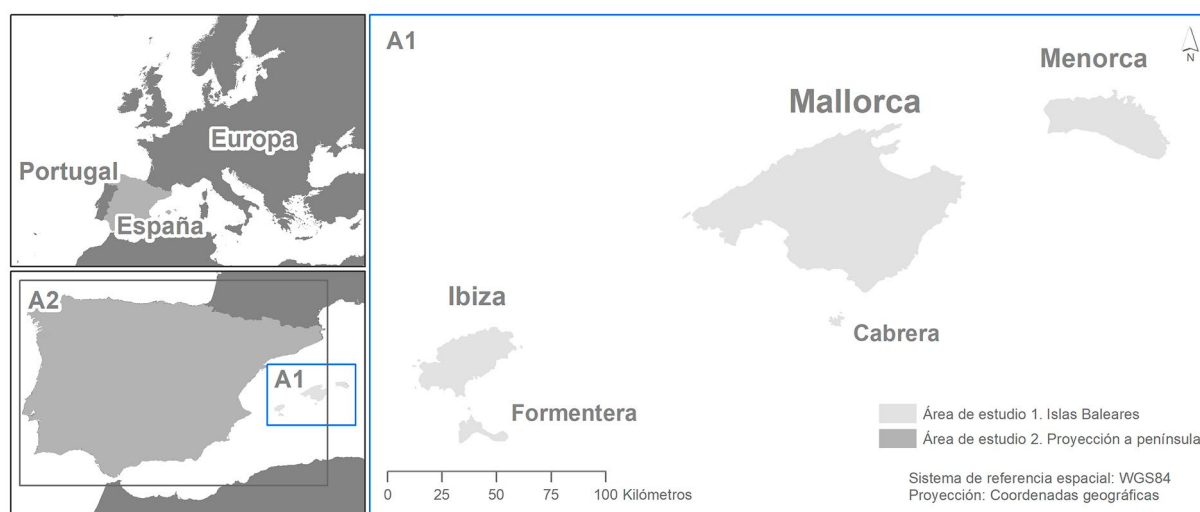 Europa
Portugal
España
A2
A1
A1
N
Menorca
Mallorca
Ibiza
Cabrera
Formentera
Área de estudio 1. Islas Baleares
Área de estudio 2. Proyección a península
0 25 50 75 100 Kilómetros
Sistema de referencia espacial: WGS84
Proyección: Coordenadas geográficas